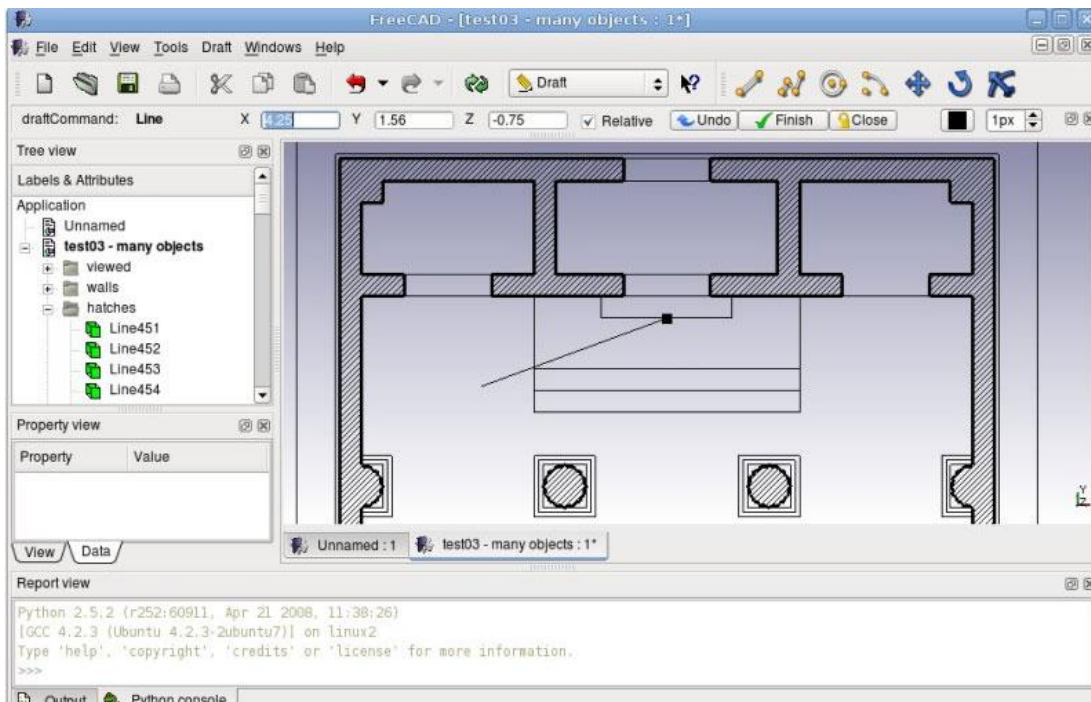 FreeCAD - [test03 - many objects : 1*]
File Edit View Tools Draft Windows Help
Draft
draftCommand: Line X 4.25 Y 1.56 Z -0.75 Relative Undo Finish Close 1px
Tree view
Labels & Attributes
Application
Unnamed
test03 - many objects
viewed
walls
hatches
Line451
Line452
Line453
Line454
Property view
Property Value
View Data
Y
Z
Unnamed : 1 test03 - many objects : 1*
Report view
Python 2.5.2 (r252:60911, Apr 21 2008, 11:38:26)
[GCC 4.2.3 (Ubuntu 4.2.3-2ubuntu7)] on linux2
Type 'help', 'copyright', 'credits' or 'license' for more information.
>>>
Output Python console